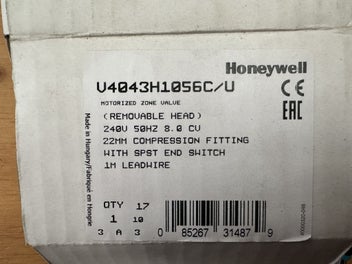 Honeywell
V4043H1056C/U
CE
MOTORIZED ZONE VALVE
EAC
(REMOVABLE HEAD)
240V 50HZ 8.0 CV
22MM COMPRESSION FITTING
WITH SPST END SWITCH
1M LEADWIRE
Made in Hungary/Fabriqué en Hongrie
QTY 17
1 10
3 A 3
0 85267 31487 9